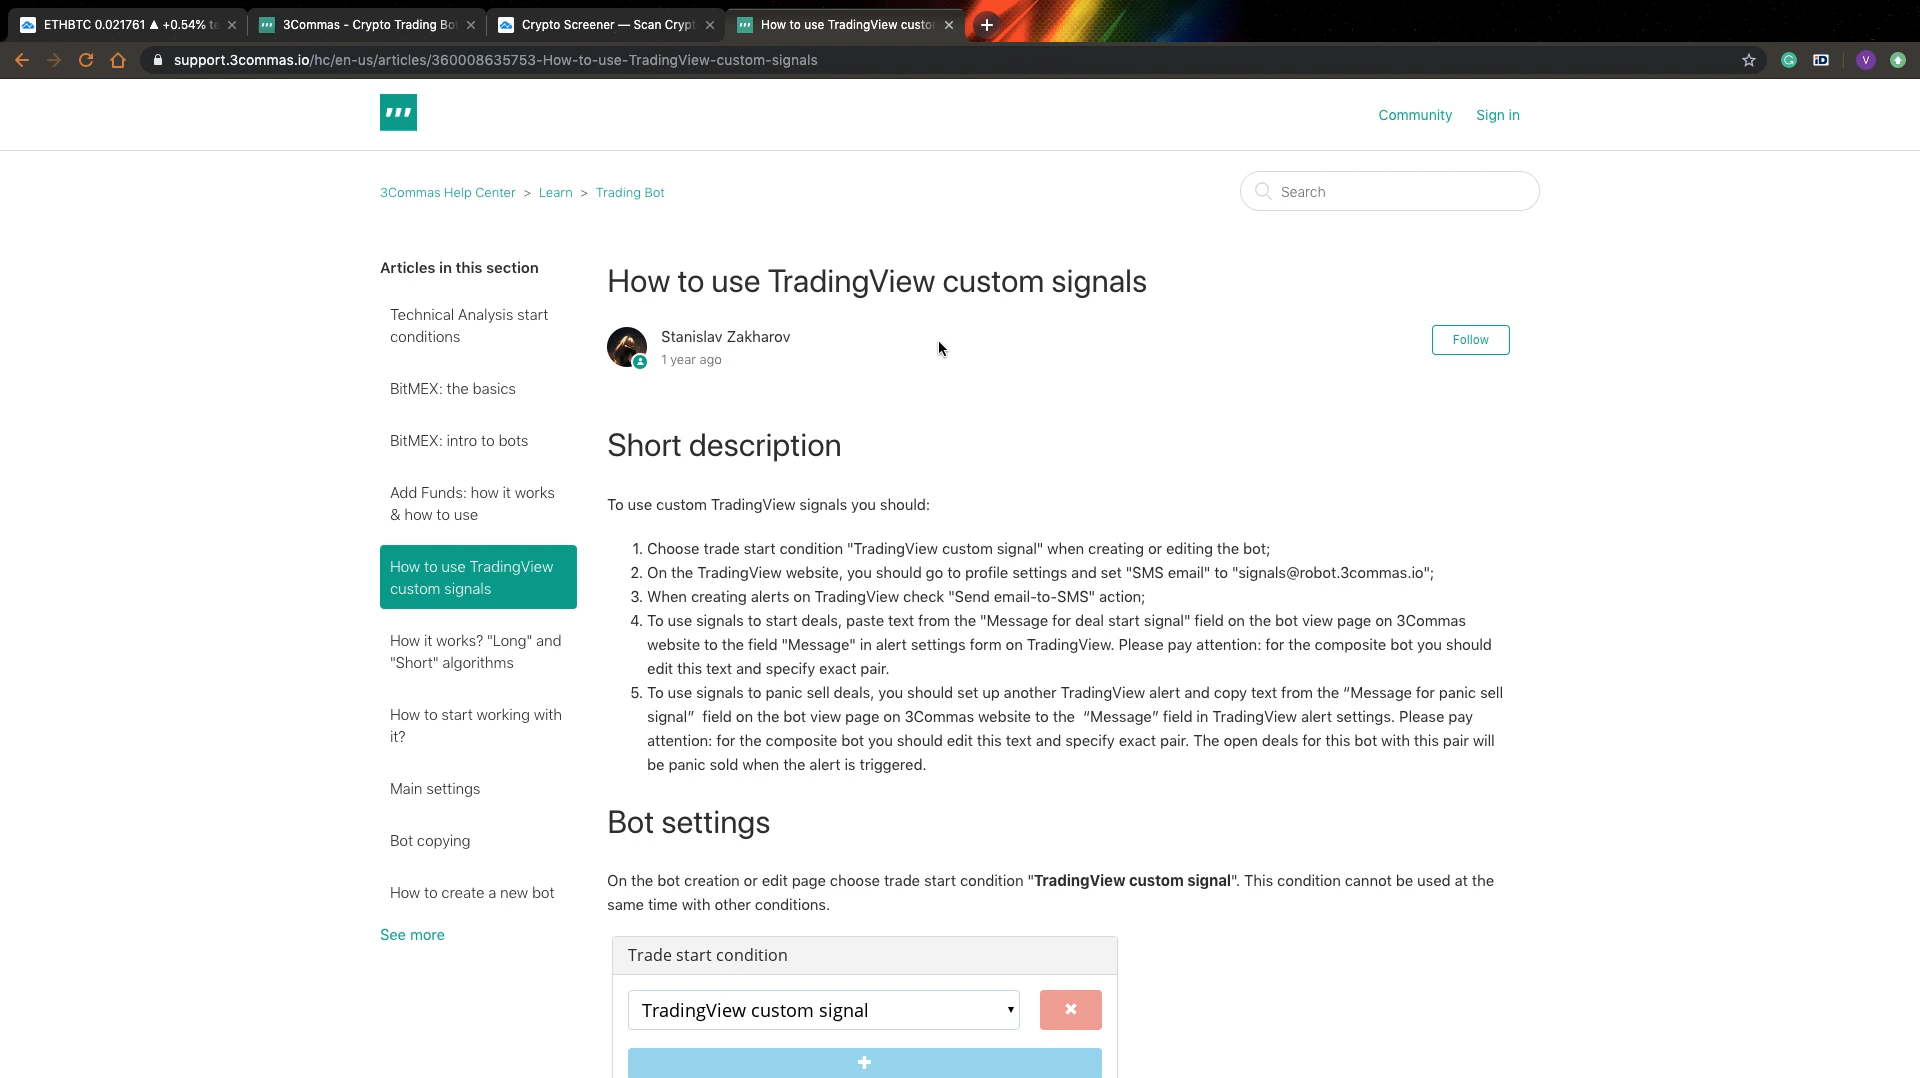 ETHBTC 0.021761 ▲ +0.54%
3Commas - Crypto Trading Bo
Crypto Screener — Scan Crypt
How to use TradingView custo
support.3commas.io/hc/en-us/articles/360008635753-How-to-use-TradingView-custom-signals
V
Community
Sign in
3Commas Help Center > Learn > Trading Bot
Search
Articles in this section
Technical Analysis start
conditions
BitMEX: the basics
BitMEX: intro to bots
Add Funds: how it works
& how to use
How to use TradingView
custom signals
How it works? "Long" and
"Short" algorithms
How to start working with
it?
Main settings
Bot copying
How to create a new bot
See more
How to use TradingView custom signals
Stanislav Zakharov
1 year ago
Follow
Short description
To use custom TradingView signals you should:
1. Choose trade start condition "TradingView custom signal" when creating or editing the bot;
2. On the TradingView website, you should go to profile settings and set "SMS email" to "signals@robot.3commas.io";
3. When creating alerts on TradingView check "Send email-to-SMS" action;
4. To use signals to start deals, paste text from the "Message for deal start signal" field on the bot view page on 3Commas
website to the field "Message" in alert settings form on TradingView. Please pay attention: for the composite bot you should
edit this text and specify exact pair.
5. To use signals to panic sell deals, you should set up another TradingView alert and copy text from the “Message for panic sell
signal” field on the bot view page on 3Commas website to the “Message” field in TradingView alert settings. Please pay
attention: for the composite bot you should edit this text and specify exact pair. The open deals for this bot with this pair will
be panic sold when the alert is triggered.
Bot settings
On the bot creation or edit page choose trade start condition "TradingView custom signal". This condition cannot be used at the
same time with other conditions.
Trade start condition
TradingView custom signal